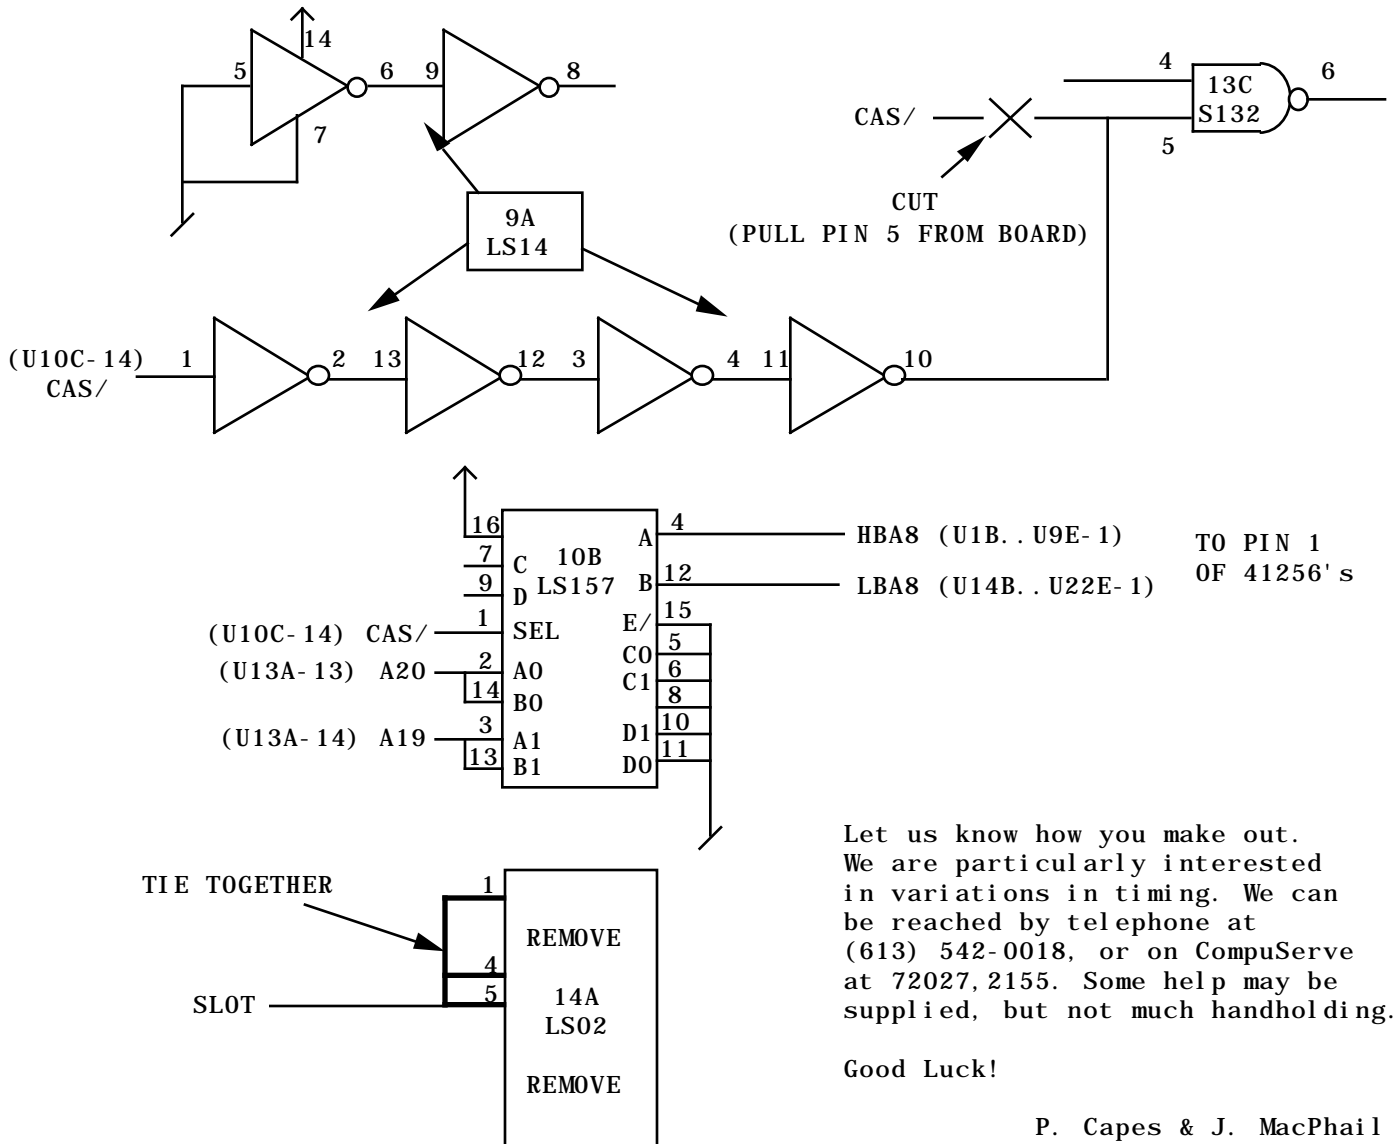 14
5
6
9
8
7
4
6
13C
S132
CAS/
5
CUT
(PULL PIN 5 FROM BOARD)
9A
LS14
(U10C-14)
CAS/
1
2
13
12
3
4
11
10
16
7
C
9
D
10B
LS157
A
4
HBA8 (U1B..U9E-1)
B
12
LBA8 (U14B..U22E-1)
TO PIN 1
OF 41256's
(U10C-14) CAS/
1
SEL
E/
15
(U13A-13) A20
2
A0
C0
5
14
B0
C1
6
8
(U13A-14) A19
3
A1
D1
10
13
B1
D0
11
TIE TOGETHER
1
REMOVE
4
5
SLOT
14A
LS02
REMOVE
Let us know how you make out.
We are particularly interested
in variations in timing. We can
be reached by telephone at
(613) 542-0018, or on CompuServe
at 72027,2155. Some help may be
supplied, but not much handholding.
Good Luck!
P. Capes & J. MacPhail